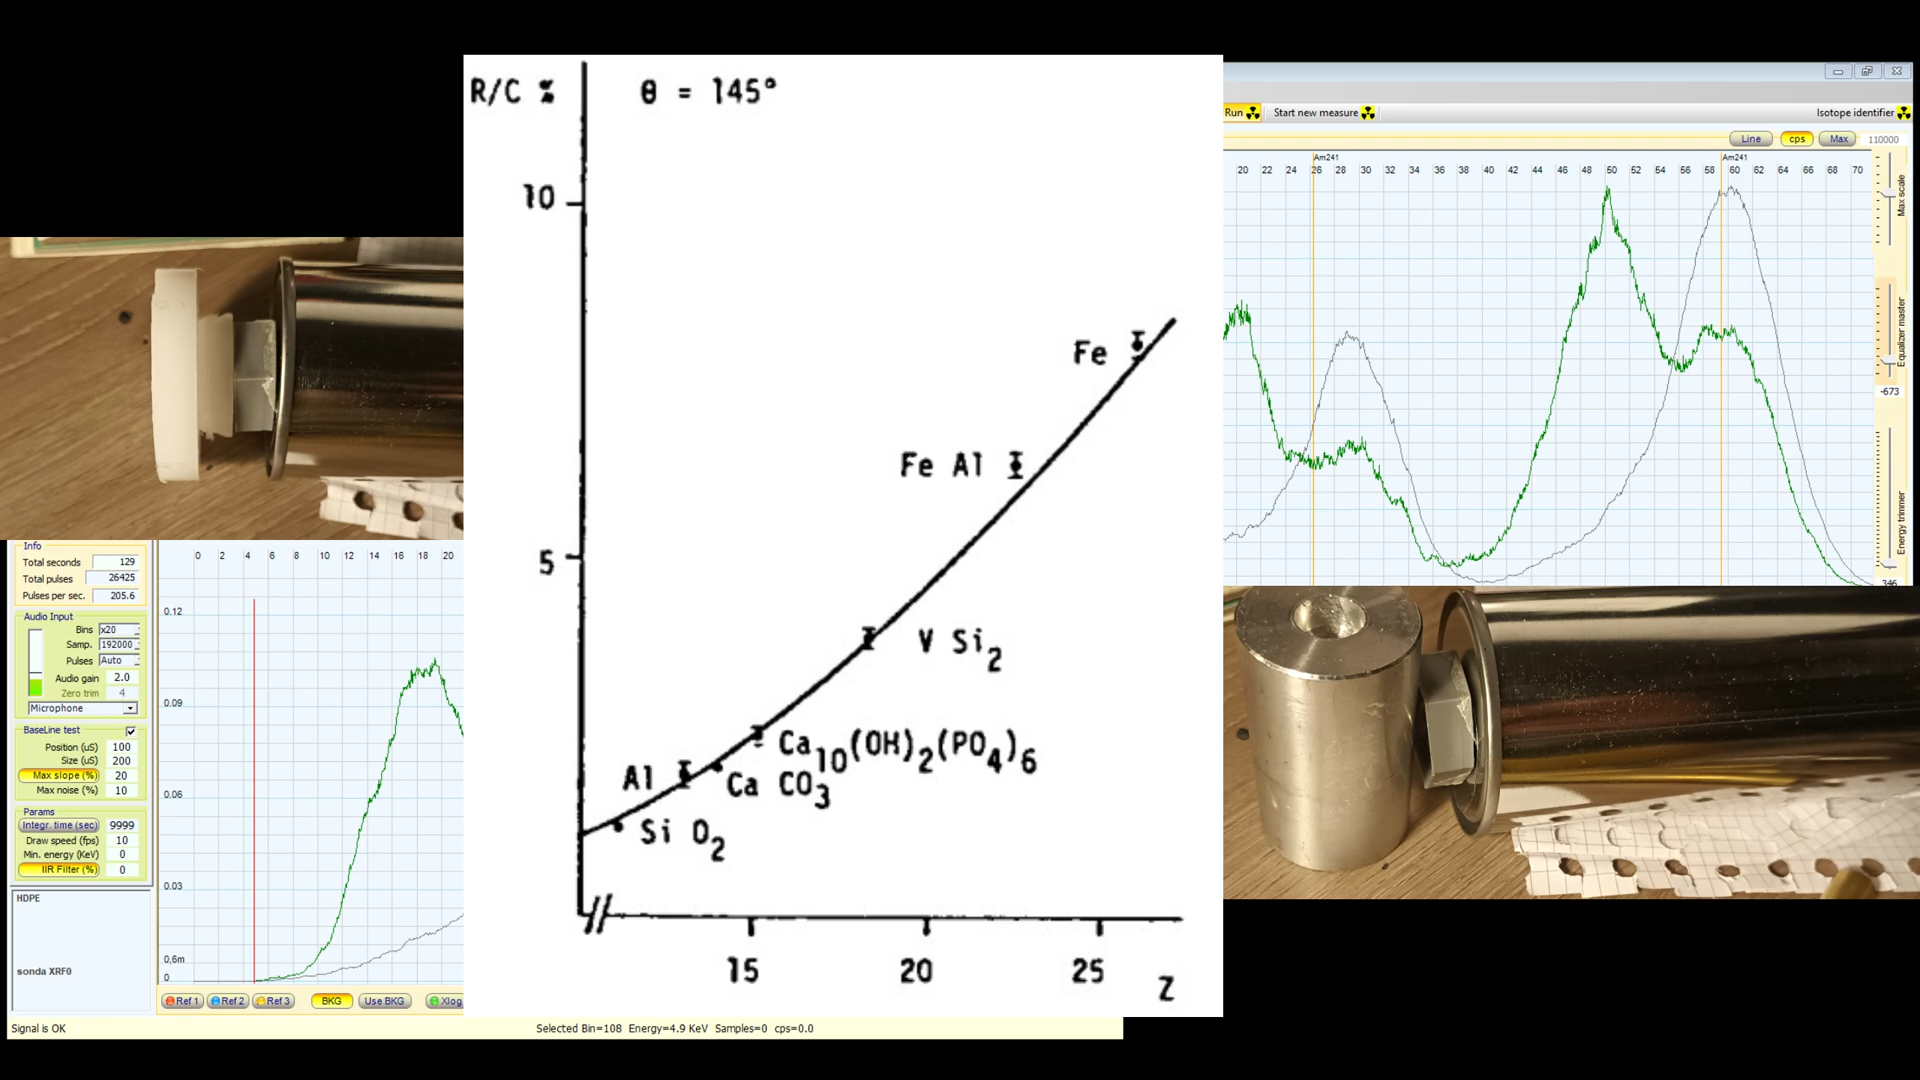 R/C %
θ = 145°
10
5
Fe
Fe Al
V Si2
Ca10(OH)2(PO4)6
Al
Ca CO3
Si O2
15 20 25 Z
Run Start new measure Isotope identifier
Line cps Max 110000
Am241 Am241
20 22 24 26 28 30 32 34 36 38 40 42 44 46 48 50 52 54 56 58 60 62 64 66 68 70
Max scale
Equalizer master
-673
Energy trimmer
346
Info
Total seconds 129
Total pulses 26425
Pulses per sec. 205.6
Audio Input
Bins x20
Samp. 192000
Pulses Auto
Audio gain 2.0
Zero trim 4
Microphone
BaseLine test
Position (uS) 100
Size (uS) 200
Max slope (%) 20
Max noise (%) 10
Params
Integr. time (sec) 9999
Draw speed (fps) 10
Min. energy (KeV) 0
IIR Filter (%) 0
HDPE
sonda XRF0
0 2 4 6 8 10 12 14 16 18 20
0.12
0.09
0.06
0.03
0,6m
0
Ref 1 Ref 2 Ref 3 BKG Use BKG Xlog
Signal is OK Selected Bin=108 Energy=4.9 KeV Samples=0 cps=0.0